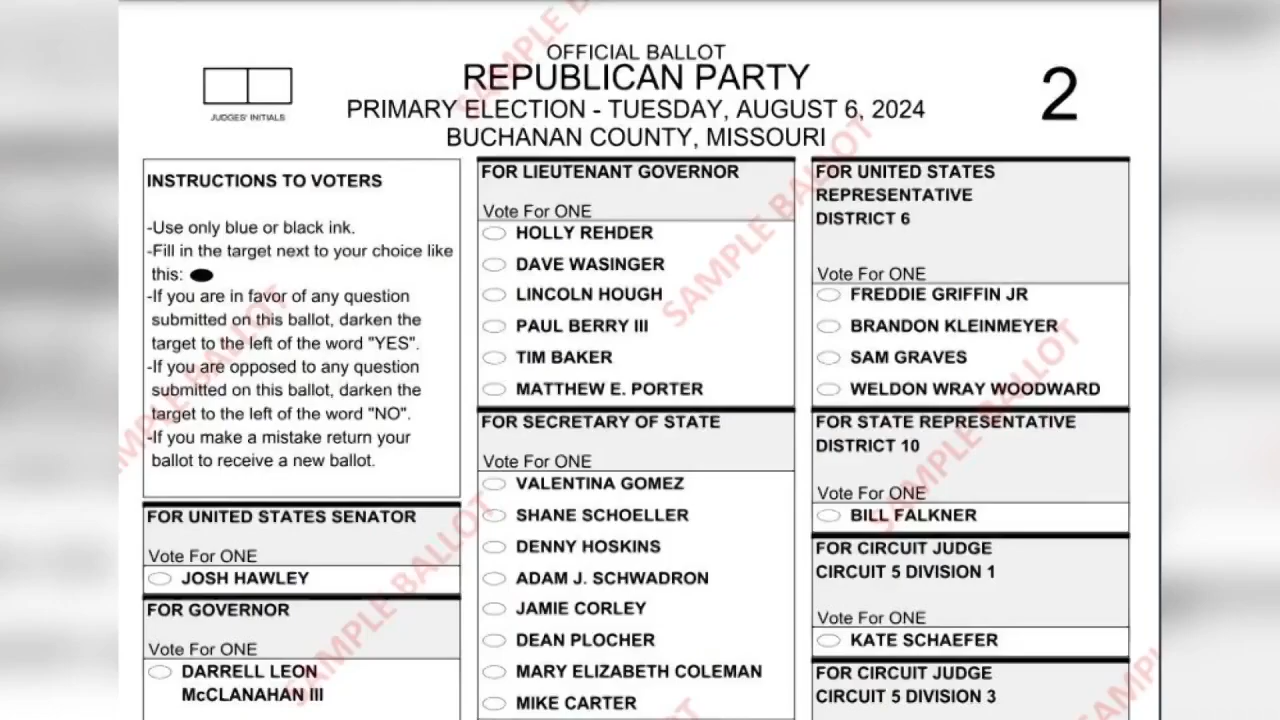 OFFICIAL BALLOT
REPUBLICAN PARTY
PRIMARY ELECTION - TUESDAY, AUGUST 6, 2024
BUCHANAN COUNTY, MISSOURI
JUDGES' INITIALS
2
INSTRUCTIONS TO VOTERS
-Use only blue or black ink.
-Fill in the target next to your choice like
this:
-If you are in favor of any question
submitted on this ballot, darken the
target to the left of the word "YES".
-If you are opposed to any question
submitted on this ballot, darken the
target to the left of the word "NO".
-If you make a mistake return your
ballot to receive a new ballot.
FOR UNITED STATES SENATOR
Vote For ONE
JOSH HAWLEY
FOR GOVERNOR
Vote For ONE
DARRELL LEON
McCLANAHAN III
FOR LIEUTENANT GOVERNOR
Vote For ONE
HOLLY REHDER
DAVE WASINGER
LINCOLN HOUGH
PAUL BERRY III
TIM BAKER
MATTHEW E. PORTER
FOR SECRETARY OF STATE
Vote For ONE
VALENTINA GOMEZ
SHANE SCHOELLER
DENNY HOSKINS
ADAM J. SCHWADRON
JAMIE CORLEY
DEAN PLOCHER
MARY ELIZABETH COLEMAN
MIKE CARTER
FOR UNITED STATES
REPRESENTATIVE
DISTRICT 6
Vote For ONE
FREDDIE GRIFFIN JR
BRANDON KLEINMEYER
SAM GRAVES
WELDON WRAY WOODWARD
FOR STATE REPRESENTATIVE
DISTRICT 10
Vote For ONE
BILL FALKNER
FOR CIRCUIT JUDGE
CIRCUIT 5 DIVISION 1
Vote For ONE
KATE SCHAEFER
FOR CIRCUIT JUDGE
CIRCUIT 5 DIVISION 3
SAMPLE BALLOT
SAMPLE BALLOT
SAMPLE BALLOT
SAMPLE BALLOT
SAMPLE BALLOT
SAMPLE
SAMPL